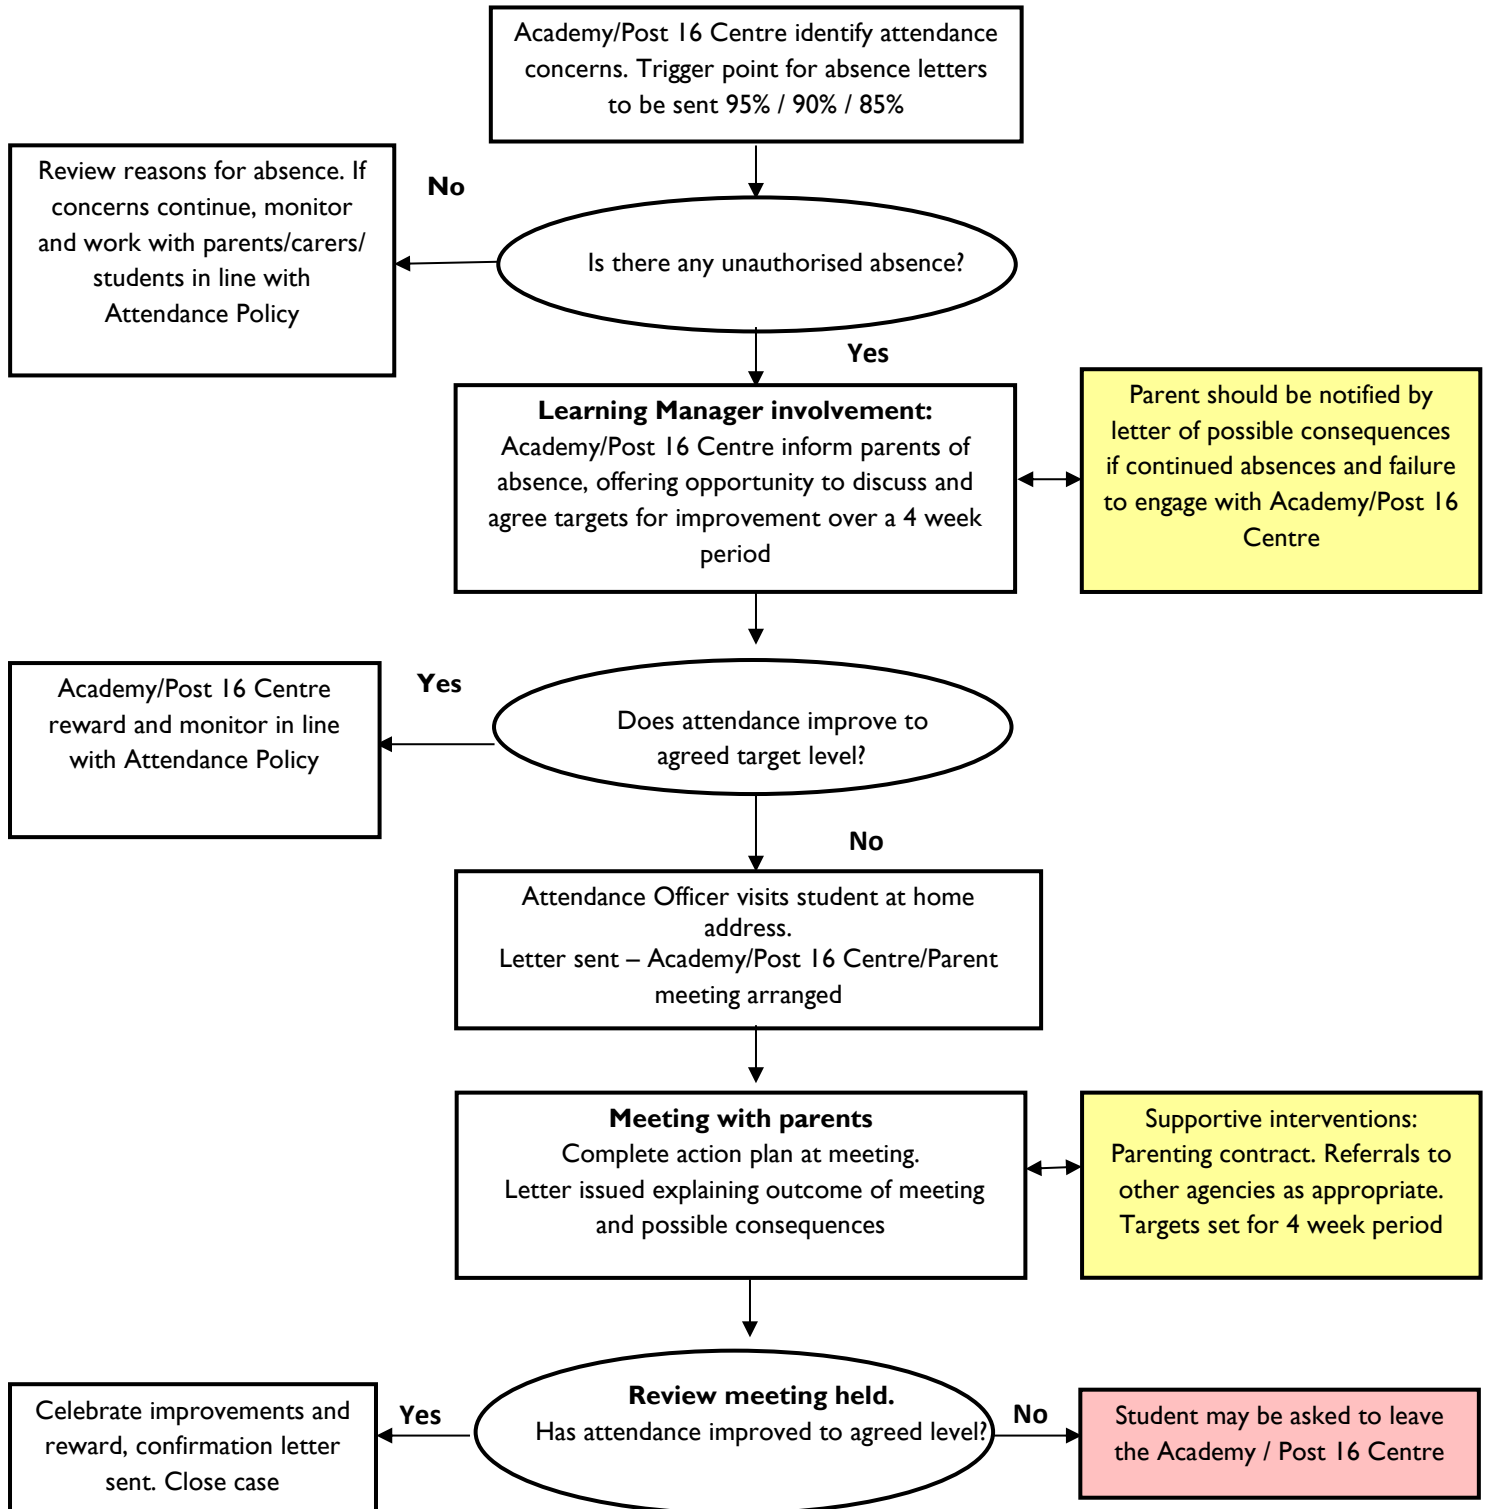 Academy/Post 16 Centre identify attendance
concerns. Trigger point for absence letters
to be sent 95% / 90% / 85%
Review reasons for absence. If
concerns continue, monitor
and work with parents/carers/
students in line with
Attendance Policy
No
Is there any unauthorised absence?
Yes
Learning Manager involvement:
Academy/Post 16 Centre inform parents of
absence, offering opportunity to discuss and
agree targets for improvement over a 4 week
period
Parent should be notified by
letter of possible consequences
if continued absences and failure
to engage with Academy/Post 16
Centre
Academy/Post 16 Centre
reward and monitor in line
with Attendance Policy
Yes
Does attendance improve to
agreed target level?
No
Attendance Officer visits student at home
address.
Letter sent – Academy/Post 16 Centre/Parent
meeting arranged
Meeting with parents
Complete action plan at meeting.
Letter issued explaining outcome of meeting
and possible consequences
Supportive interventions:
Parenting contract. Referrals to
other agencies as appropriate.
Targets set for 4 week period
Celebrate improvements and
reward, confirmation letter
sent. Close case
Yes
Review meeting held.
Has attendance improved to agreed level?
No
Student may be asked to leave
the Academy / Post 16 Centre